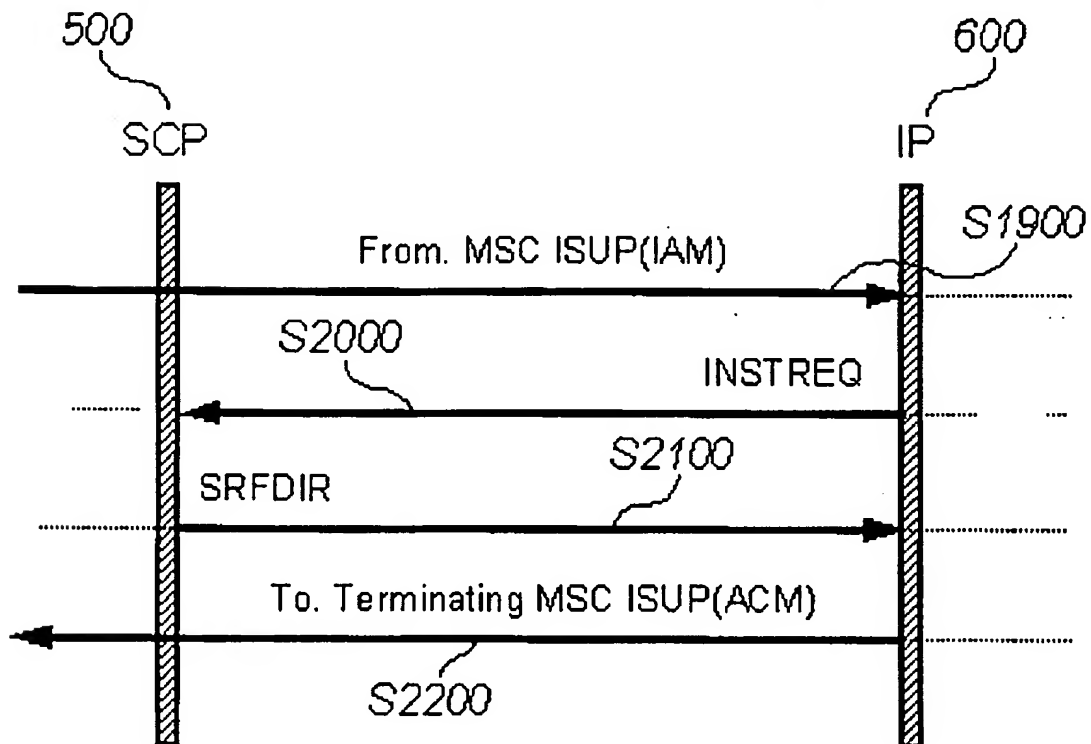 500
600
SCP
IP
S1900
From. MSC ISUP(IAM)
S2000
INSTREQ
S2100
SRFDIR
To. Terminating MSC ISUP(ACM)
S2200